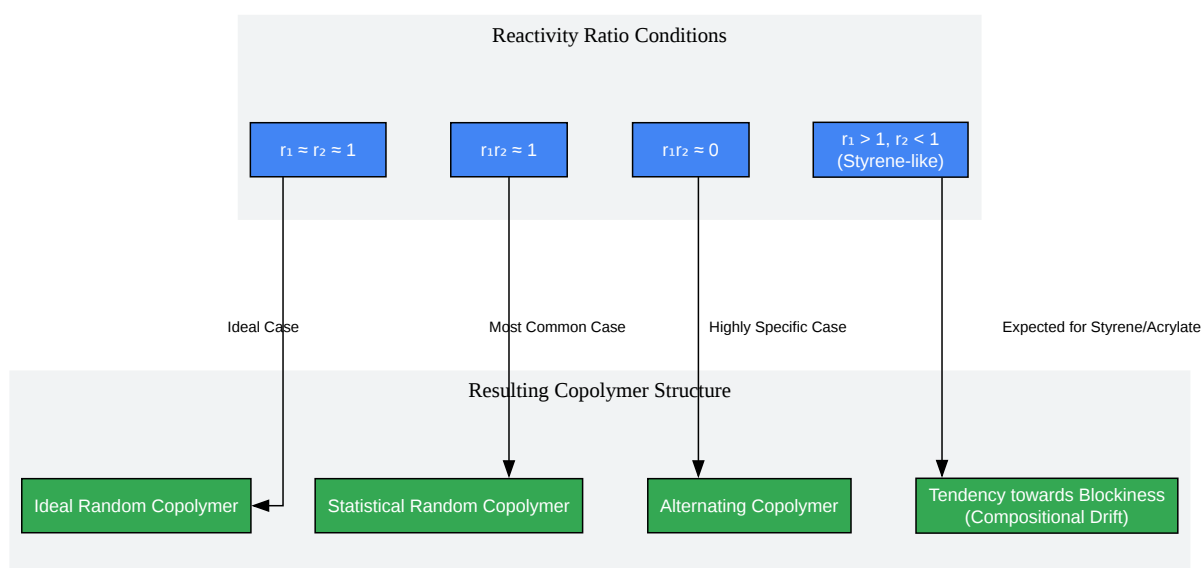 Reactivity Ratio Conditions
r₁ ≈ r₂ ≈ 1
r₁r₂ ≈ 1
r₁r₂ ≈ 0
r₁ > 1, r₂ < 1
(Styrene-like)
Ideal Case
Most Common Case
Highly Specific Case
Expected for Styrene/Acrylate
Resulting Copolymer Structure
Ideal Random Copolymer
Statistical Random Copolymer
Alternating Copolymer
Tendency towards Blockiness
(Compositional Drift)